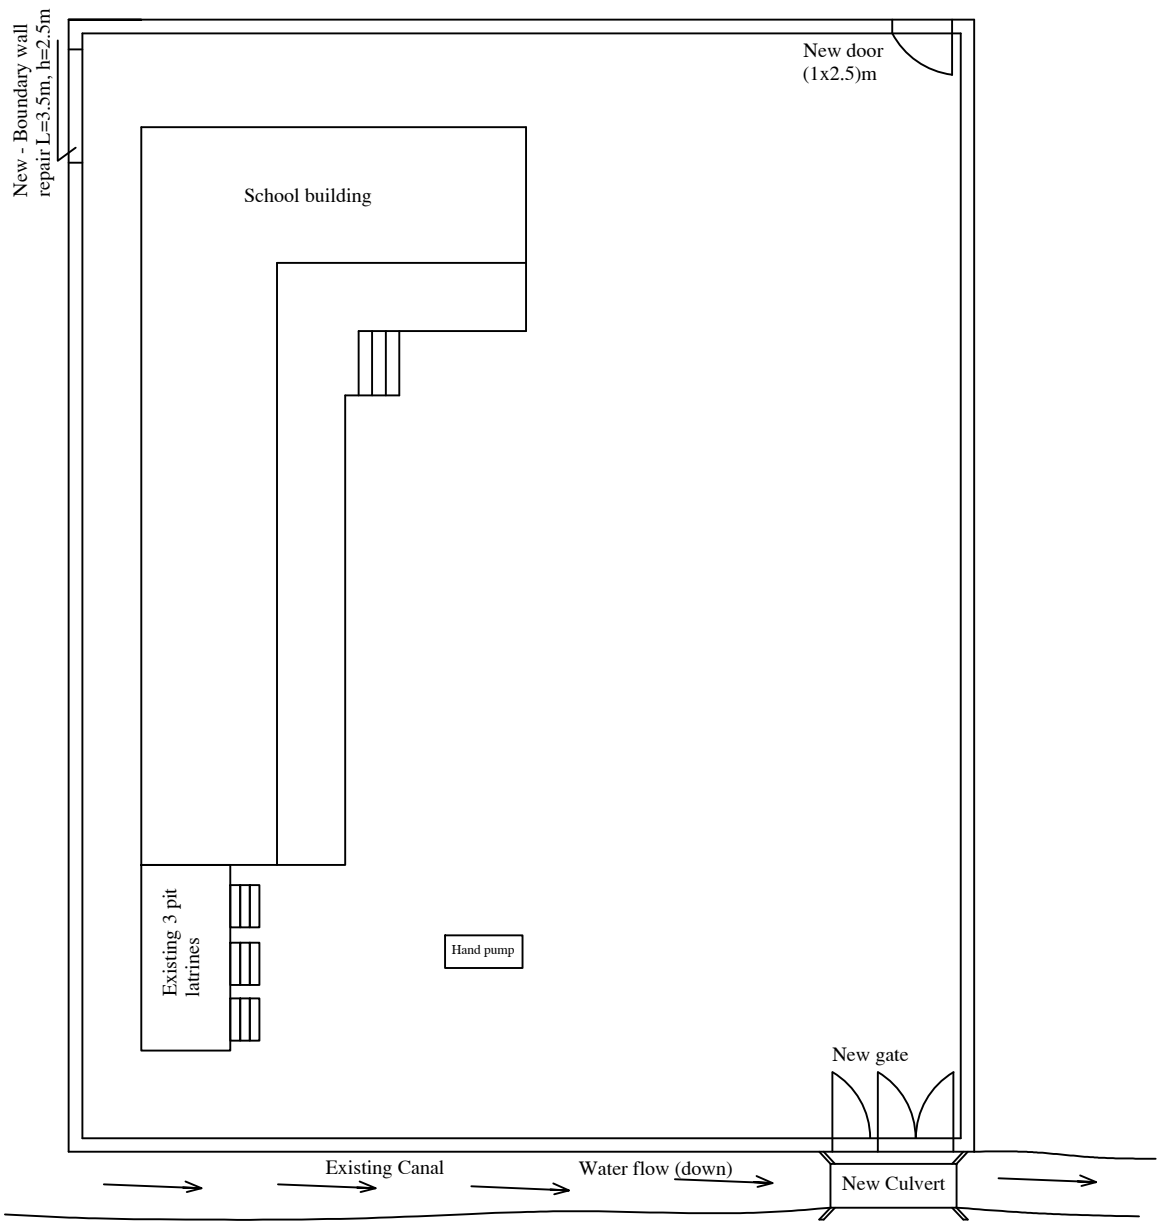 New - Boundary wall
repair L=3.5m, h=2.5m
New door
(1x2.5)m
School building
Existing 3 pit
latrines
Hand pump
New gate
Existing Canal
Water flow (down)
New Culvert